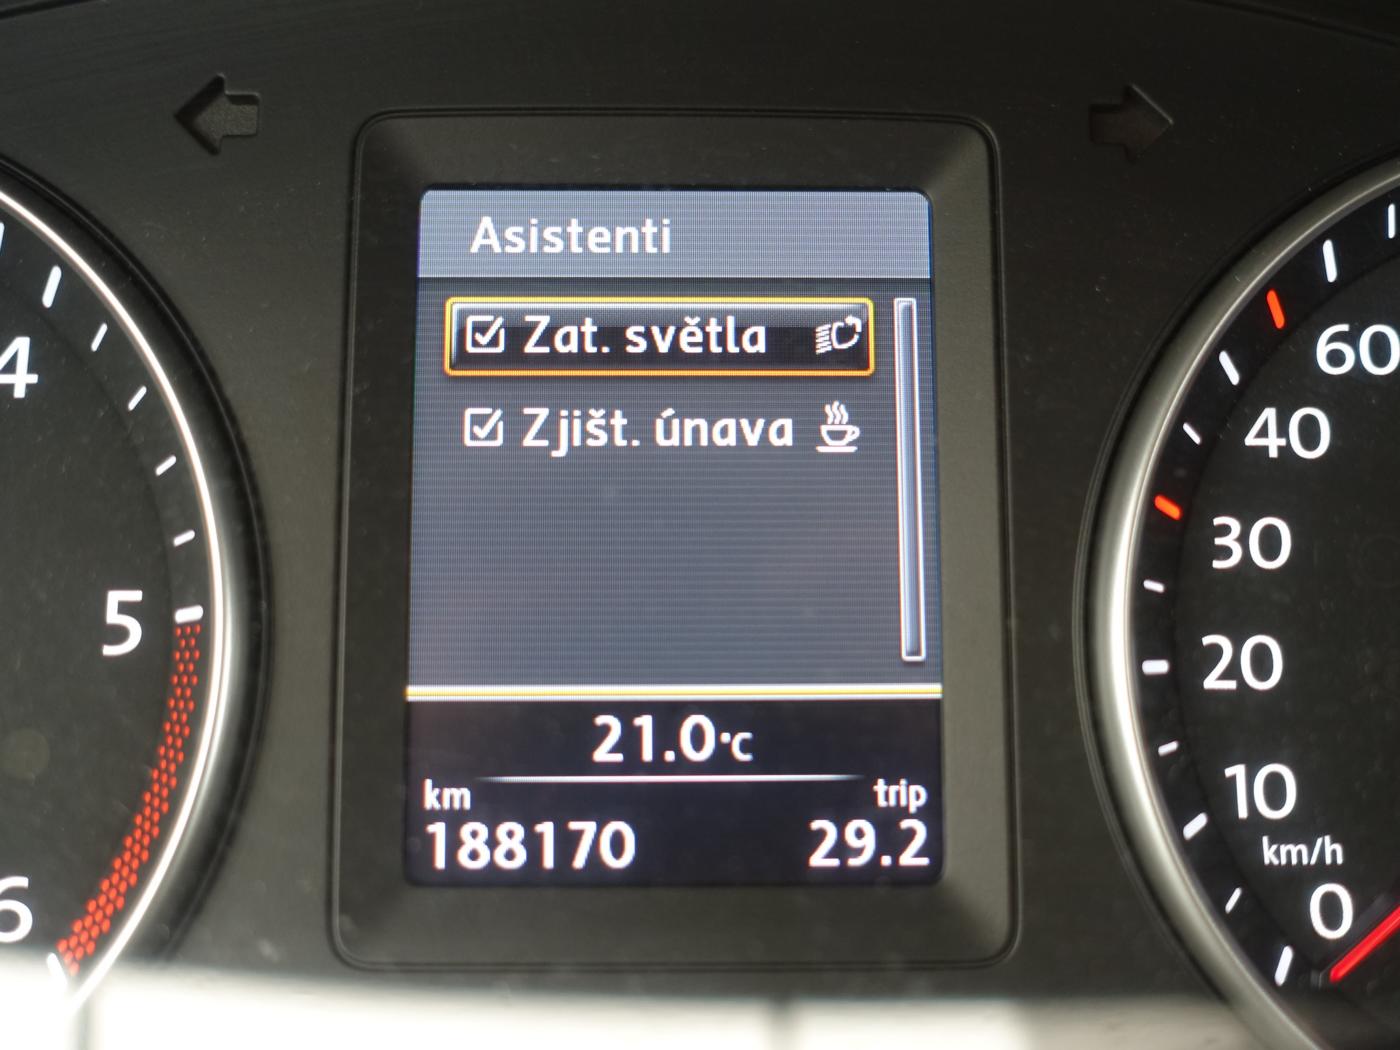 Asistenti
Zat. světla
Zjišt. únava
21.0°C
km trip
188170 29.2
4
5
6
60
40
30
20
10
km/h
0